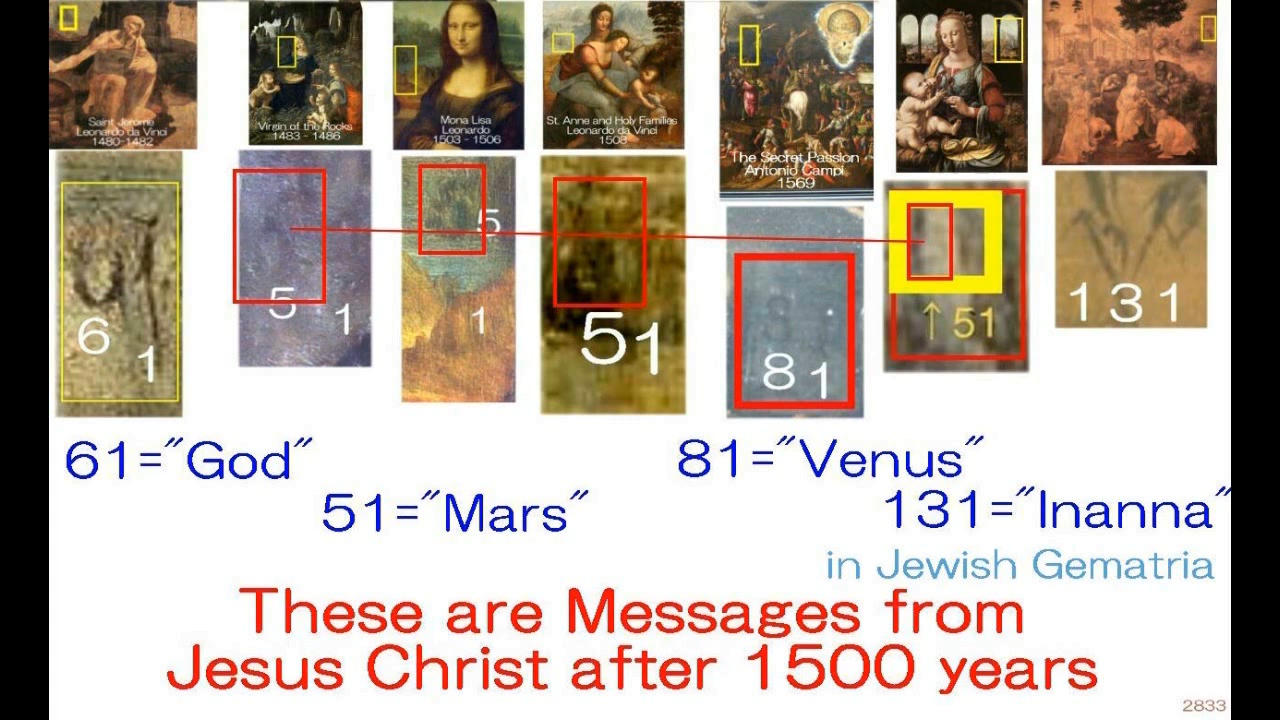 Saint Jerome
Leonardo da Vinci
1480-1482
Virgin of the Rocks
1483 - 1486
Mona Lisa
Leonardo
1503 - 1506
St. Anne and Holy Families
Leonardo da Vinci
1508
The Secret Passion
Antonio Campi
1569
6 1
5 1
5
1
51
81
↑51
131
61="God"
51="Mars"
81="Venus"
131="Inanna"
in Jewish Gematria
These are Messages from
Jesus Christ after 1500 years
2833